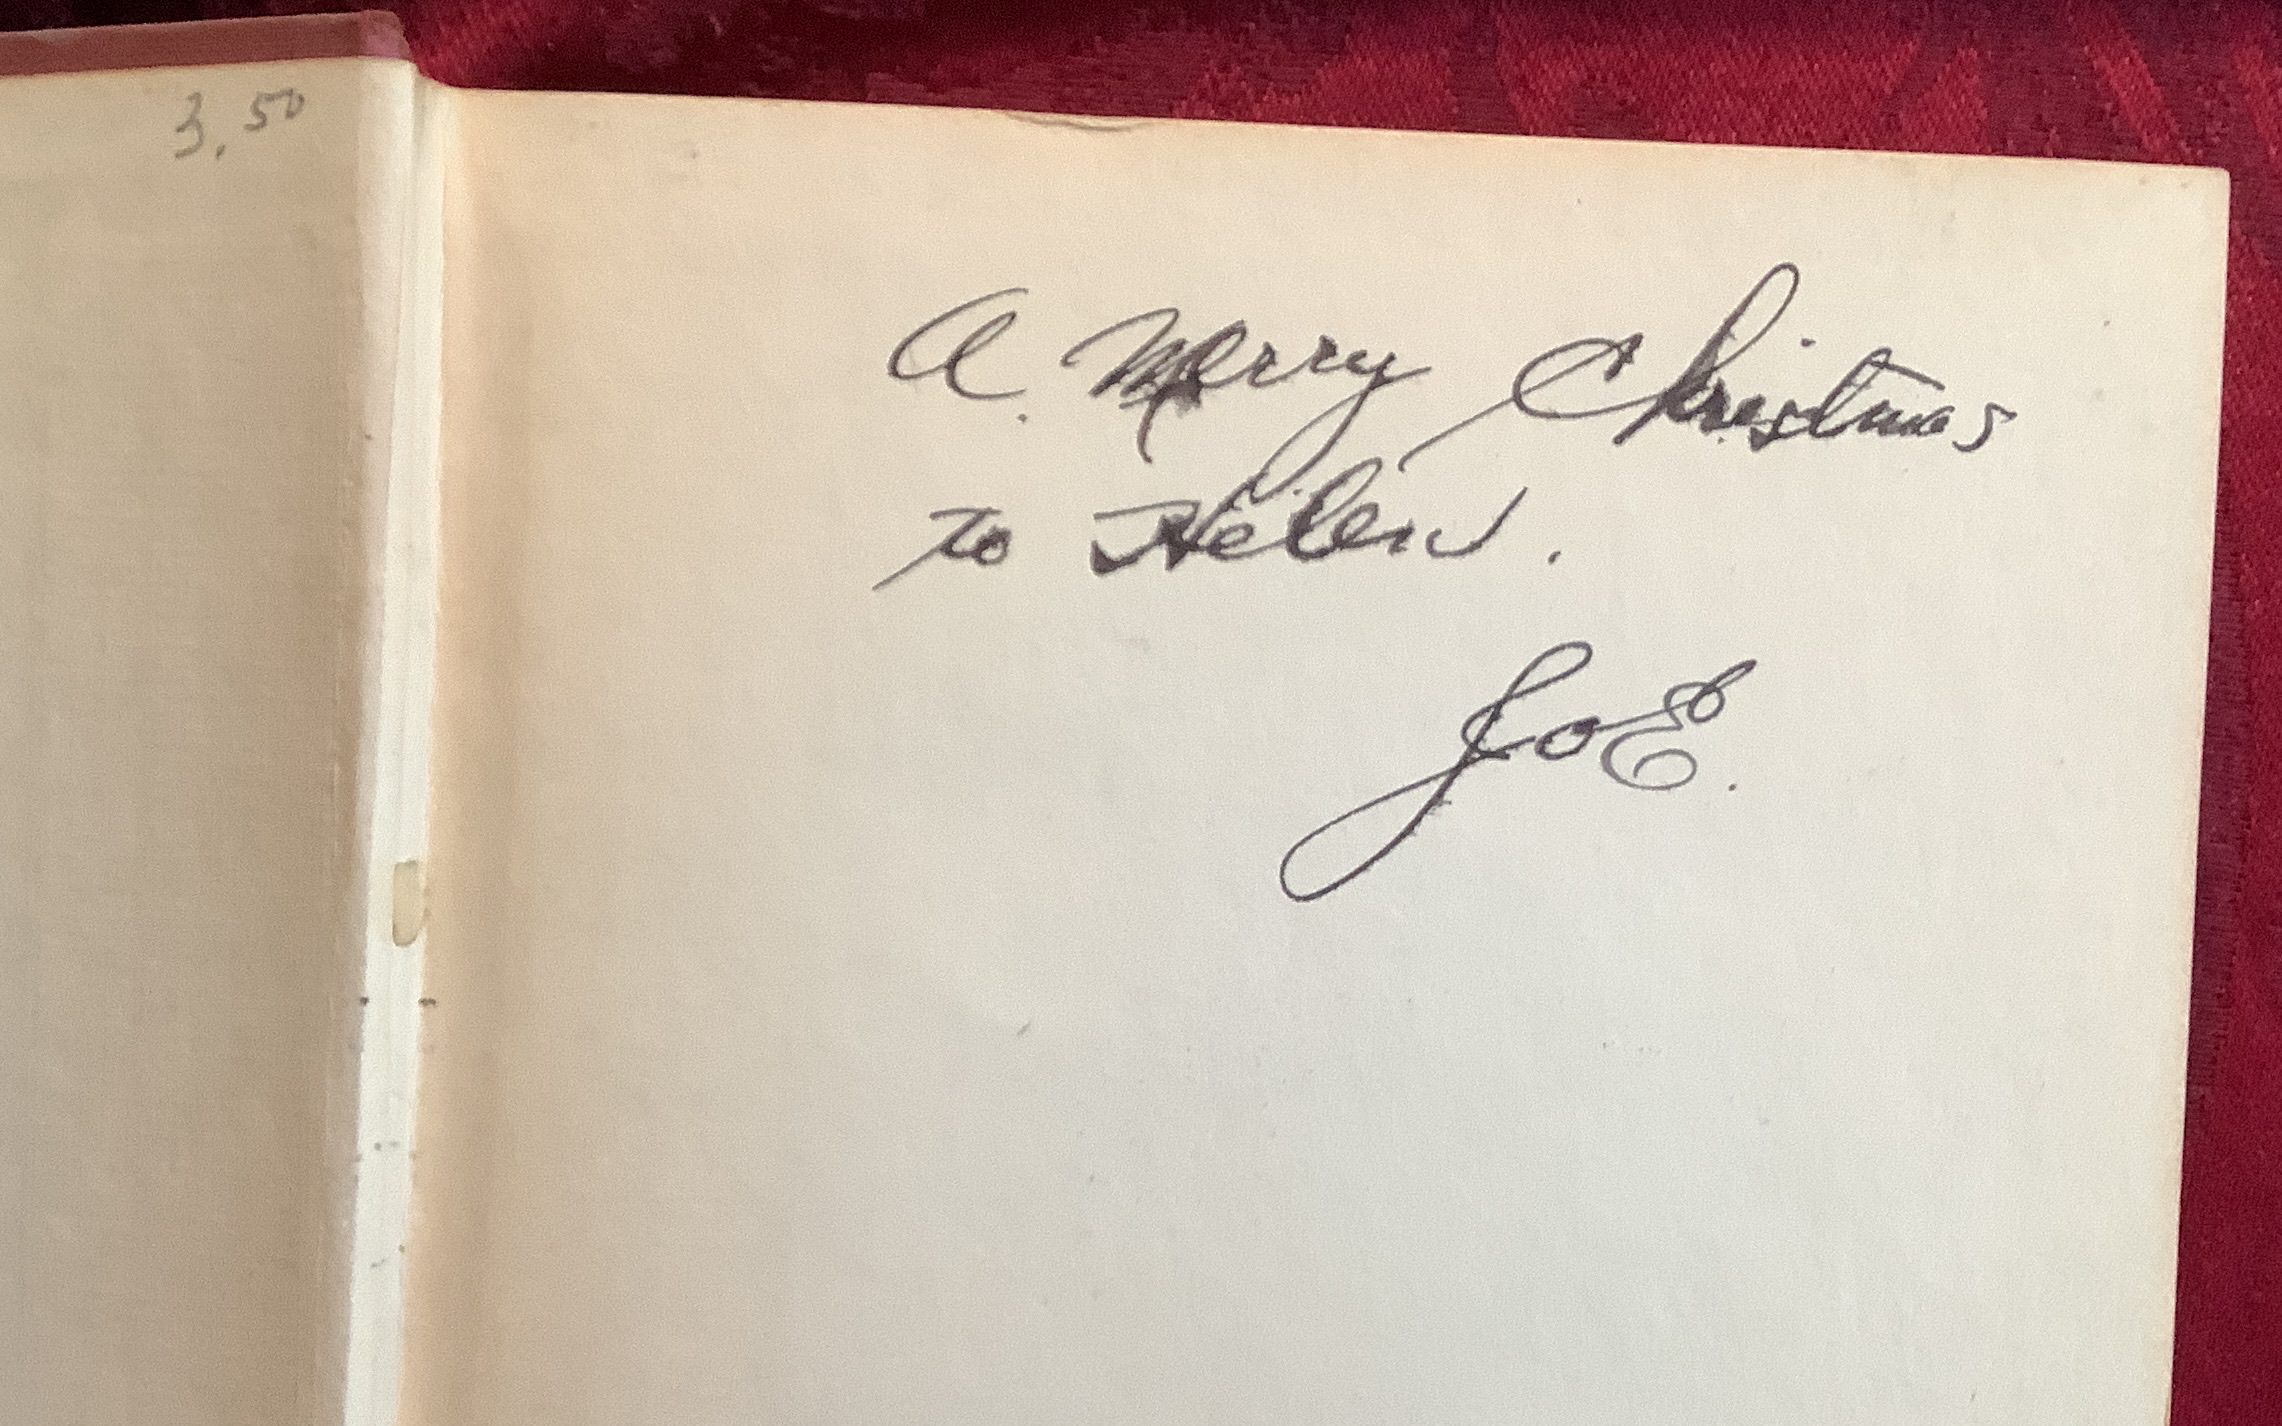 3.50
A Merry Christmas
to Helen.
JoE.